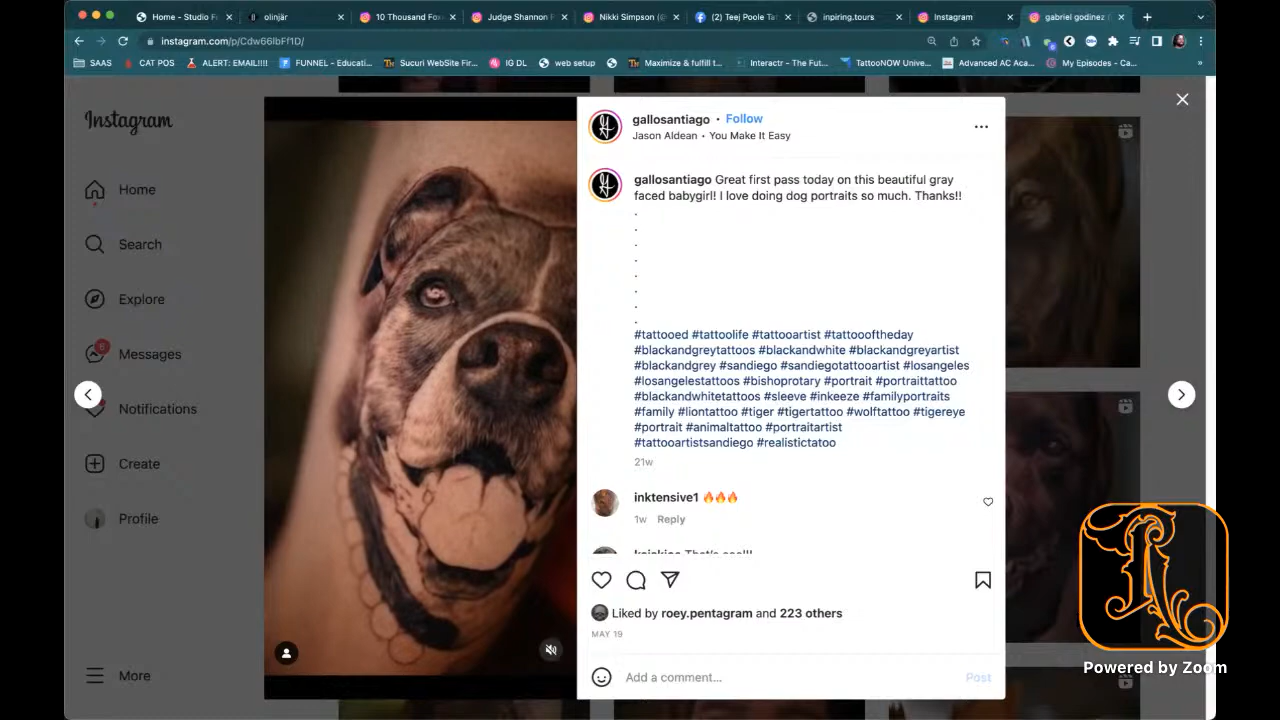 Home - Studio F
olinjär
10 Thousand Fox
Judge Shannon F
Nikki Simpson (@
(2) Teej Poole Tat
inpiring.tours
Instagram
gabriel godinez (
instagram.com/p/Cdw66IbFf1D/
SAAS
CAT POS
ALERT: EMAIL!!!!
FUNNEL - Educati...
Sucuri WebSite Fir...
IG DL
web setup
Maximize & fulfill t...
Interactr - The Fut...
TattooNOW Unive...
Advanced AC Aca...
My Episodes - Ca...
»
Instagram
Home
Search
Explore
6
Messages
Notifications
Create
Profile
More
gallosantiago • Follow
Jason Aldean • You Make It Easy
gallosantiago Great first pass today on this beautiful gray
faced babygirl! I love doing dog portraits so much. Thanks!!
.
.
.
.
.
.
.
.
#tattooed #tattoolife #tattooartist #tattoooftheday
#blackandgreytattoos #blackandwhite #blackandgreyartist
#blackandgrey #sandiego #sandiegotattooartist #losangeles
#losangelestattoos #bishoprotary #portrait #portraittattoo
#blackandwhitetattoos #sleeve #inkeeze #familyportraits
#family #liontattoo #tiger #tigertattoo #wolftattoo #tigereye
#portrait #animaltattoo #portraitartist
#tattooartistsandiego #realistictatoo
21w
inktensive1 🔥🔥🔥
1w Reply
Liked by roey.pentagram and 223 others
MAY 19
Add a comment...
Post
Powered by Zoom